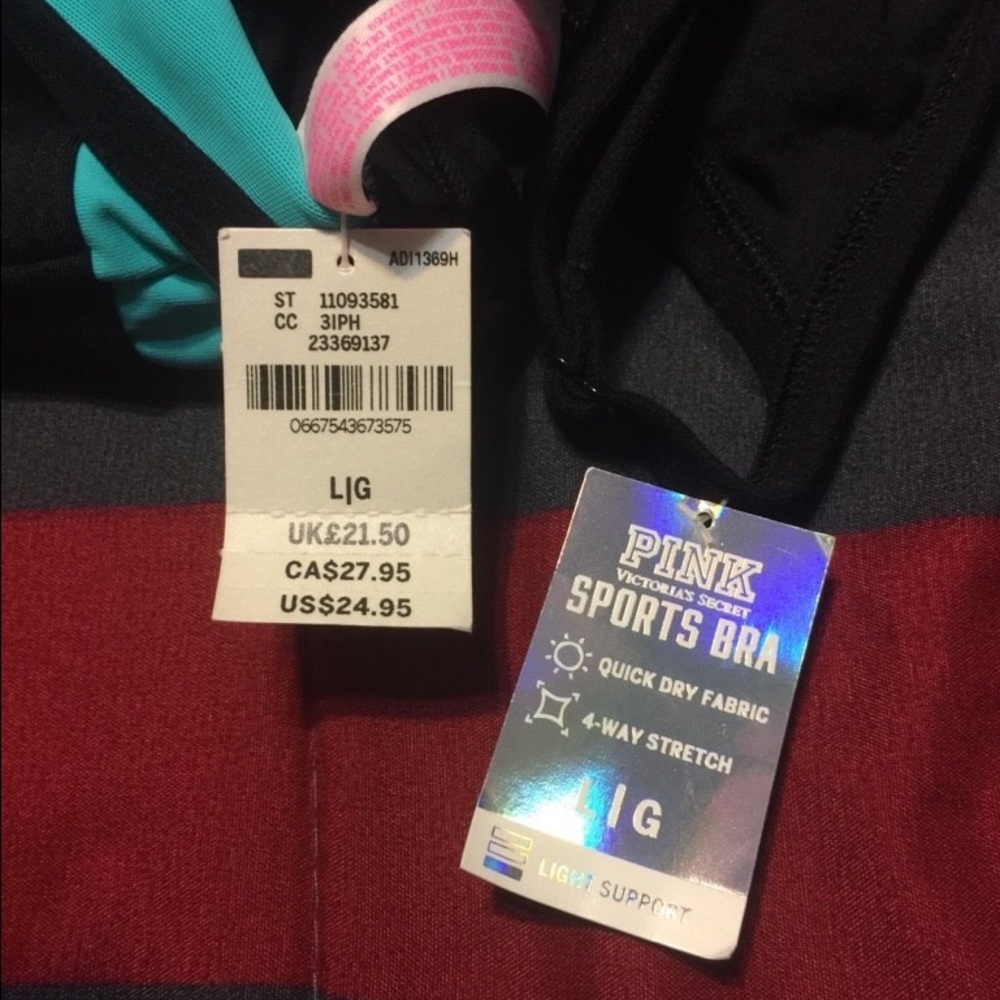 ADI1369H
ST 11093581
CC 3IPH
23369137
0667543673575
L|G
UK£21.50
CA$27.95
US$24.95
PINK
VICTORIA'S SECRET
SPORTS BRA
QUICK DRY FABRIC
4-WAY STRETCH
L|G
LIGHT SUPPORT